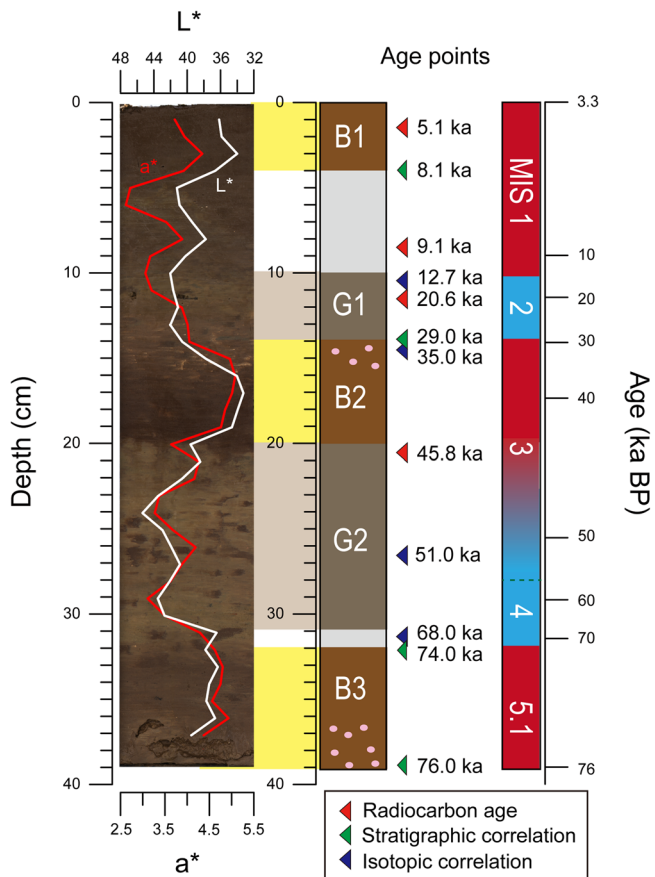 L*
48 44 40 36 32
Age points
0
0
3.3
B1
5.1 ka
a*
L*
8.1 ka
MIS 1
9.1 ka
10
10
10
12.7 ka
G1
20.6 ka
2
20
29.0 ka
30
35.0 ka
B2
40
Depth (cm)
Age (ka BP)
20
20
45.8 ka
3
G2
50
51.0 ka
60
4
30
30
68.0 ka
70
74.0 ka
B3
5.1
76.0 ka
76
40
40
2.5 3.5 4.5 5.5
a*
Radiocarbon age
Stratigraphic correlation
Isotopic correlation